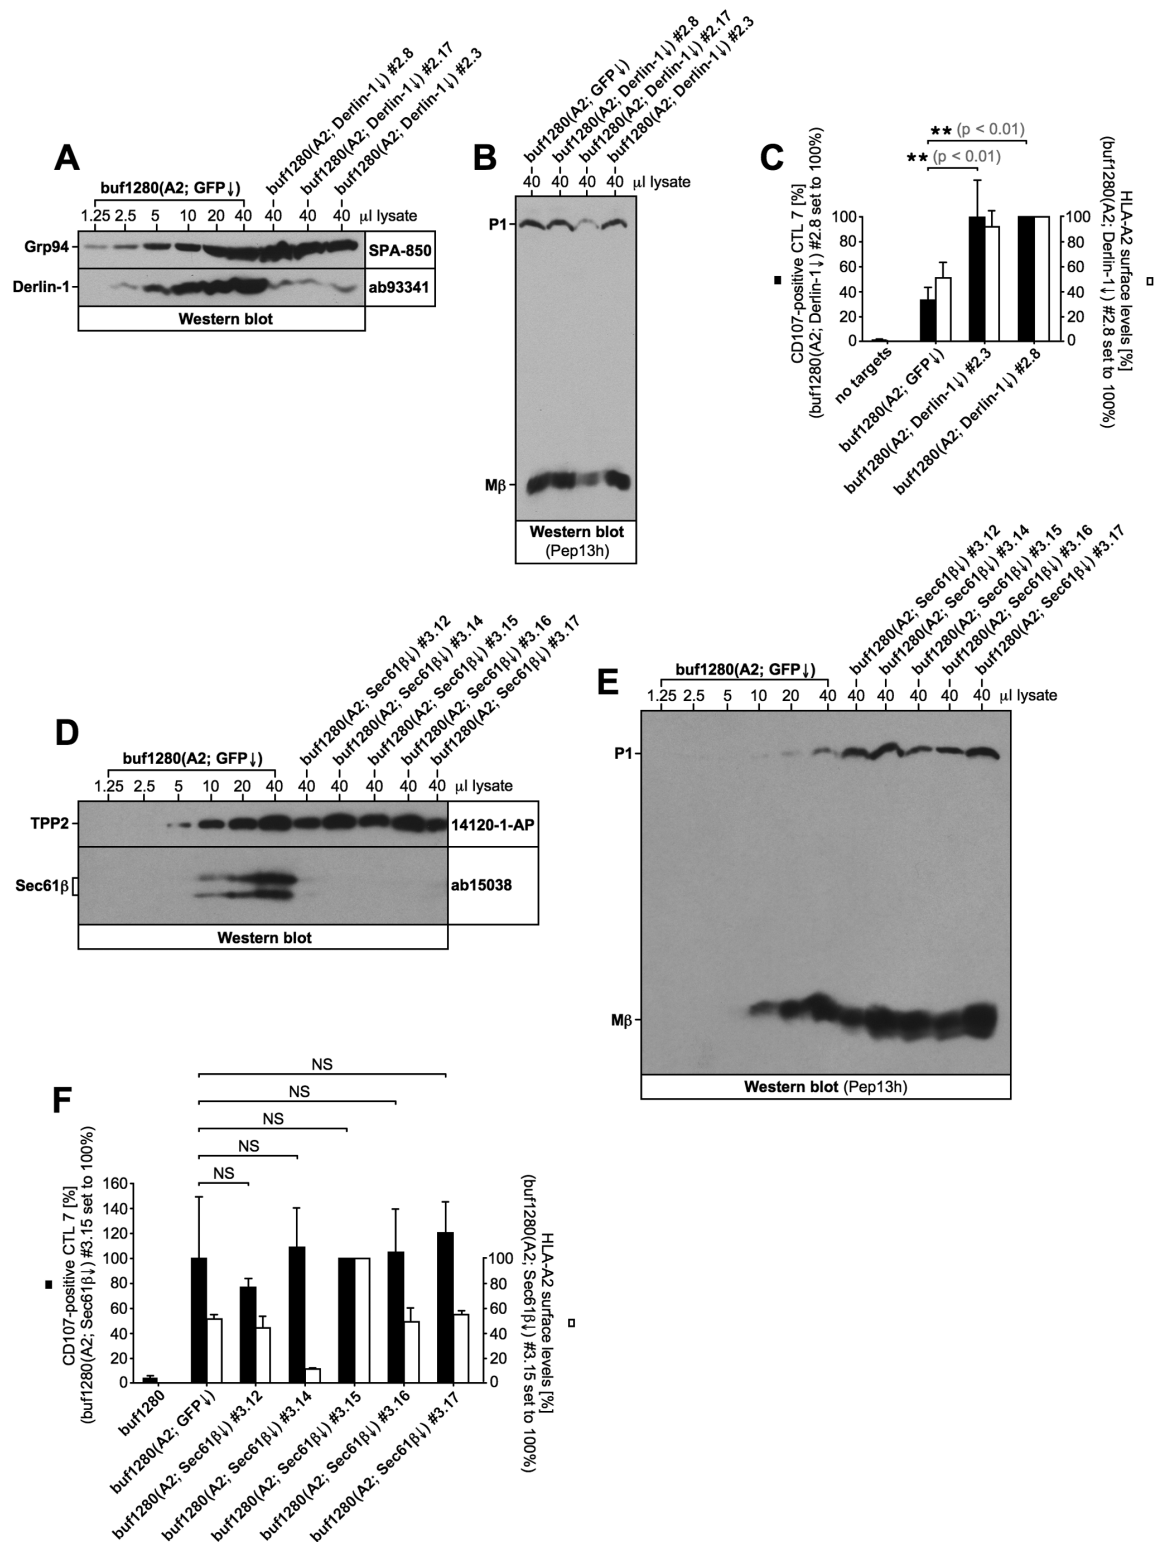 A
buf1280(A2; Derlin-1↓) #2.8
buf1280(A2; Derlin-1↓) #2.17
buf1280(A2; Derlin-1↓) #2.3
buf1280(A2; GFP↓)
1.25 2.5 5 10 20 40 40 40 40 µl lysate
Grp94
SPA-850
Derlin-1
ab93341
Western blot
B
buf1280(A2; GFP↓)
buf1280(A2; Derlin-1↓) #2.8
buf1280(A2; Derlin-1↓) #2.17
buf1280(A2; Derlin-1↓) #2.3
40 40 40 40 µl lysate
P1
Mβ
Western blot
(Pep13h)
C
** (p < 0.01)
** (p < 0.01)
CD107-positive CTL 7 [%]
(buf1280(A2; Derlin-1↓) #2.8 set to 100%)
100
80
60
40
20
0
100
80
60
40
20
0
HLA-A2 surface levels [%]
(buf1280(A2; Derlin-1↓) #2.8 set to 100%)
no targets
buf1280(A2; GFP↓)
buf1280(A2; Derlin-1↓) #2.3
buf1280(A2; Derlin-1↓) #2.8
D
buf1280(A2; Sec61β↓) #3.12
buf1280(A2; Sec61β↓) #3.14
buf1280(A2; Sec61β↓) #3.15
buf1280(A2; Sec61β↓) #3.16
buf1280(A2; Sec61β↓) #3.17
buf1280(A2; GFP↓)
1.25 2.5 5 10 20 40 40 40 40 40 40 µl lysate
TPP2
14120-1-AP
Sec61β
ab15038
Western blot
E
buf1280(A2; Sec61β↓) #3.12
buf1280(A2; Sec61β↓) #3.14
buf1280(A2; Sec61β↓) #3.15
buf1280(A2; Sec61β↓) #3.16
buf1280(A2; Sec61β↓) #3.17
buf1280(A2; GFP↓)
1.25 2.5 5 10 20 40 40 40 40 40 40 µl lysate
P1
Mβ
Western blot (Pep13h)
F
NS
NS
NS
NS
NS
CD107-positive CTL 7 [%]
(buf1280(A2; Sec61β↓) #3.15 set to 100%)
160
140
120
100
80
60
40
20
0
100
80
60
40
20
0
HLA-A2 surface levels [%]
(buf1280(A2; Sec61β↓) #3.15 set to 100%)
buf1280
buf1280(A2; GFP↓)
buf1280(A2; Sec61β↓) #3.12
buf1280(A2; Sec61β↓) #3.14
buf1280(A2; Sec61β↓) #3.15
buf1280(A2; Sec61β↓) #3.16
buf1280(A2; Sec61β↓) #3.17